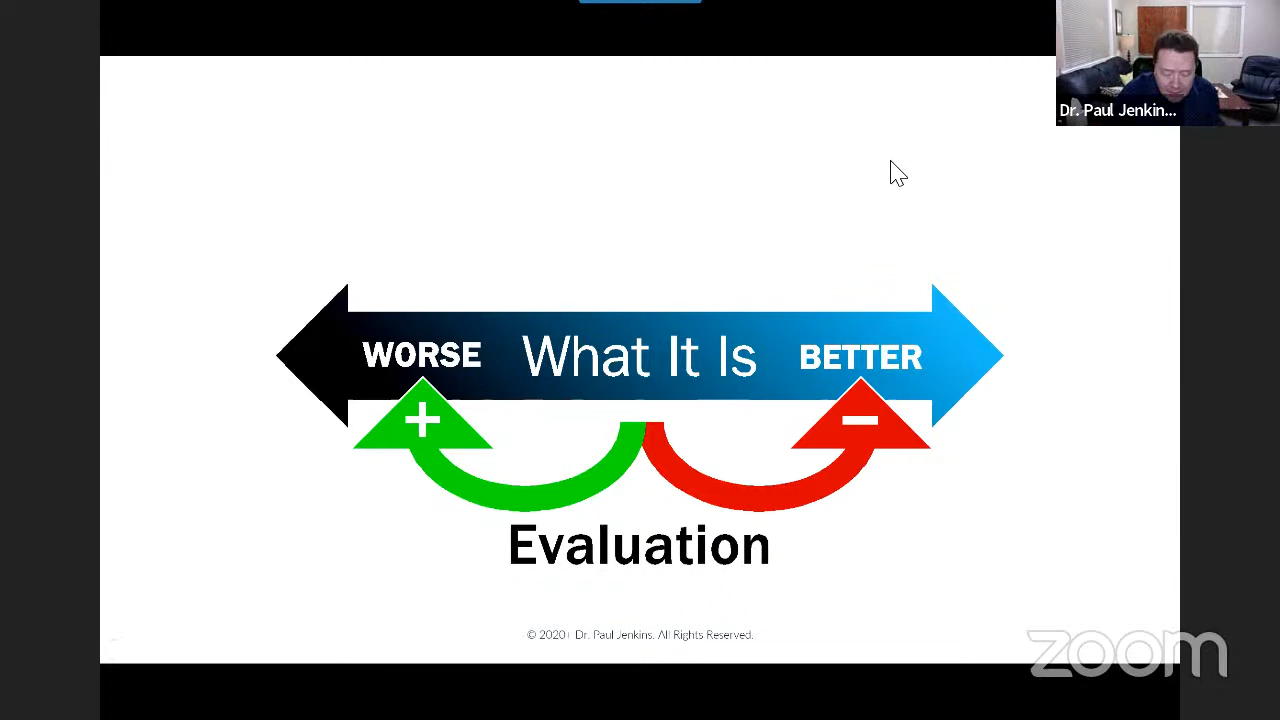 Dr. Paul Jenkin...
WORSE What It Is BETTER
+ −
Evaluation
© 2020+ Dr. Paul Jenkins. All Rights Reserved.
zoom